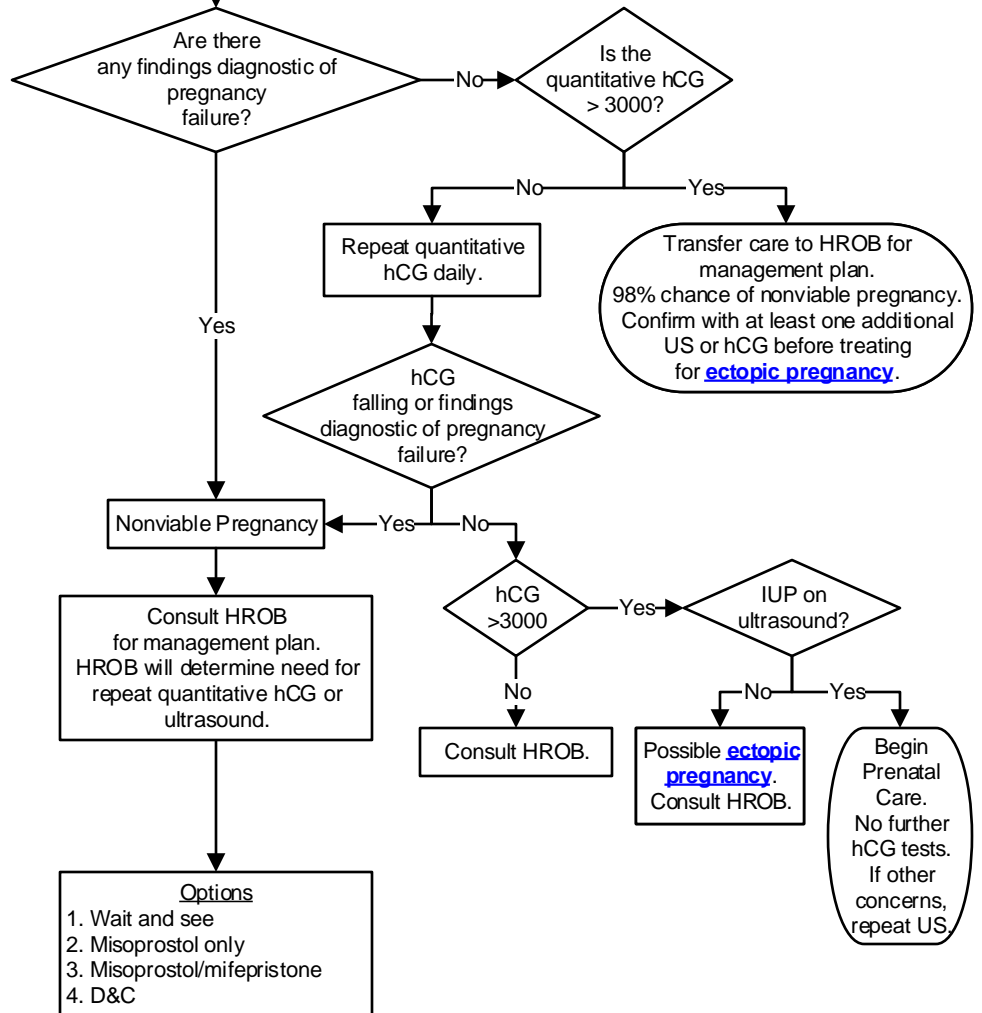 Are there
any findings diagnostic of
pregnancy
failure?
No
Is the
quantitative hCG
> 3000?
No
Yes
Repeat quantitative
hCG daily.
Transfer care to HROB for
management plan.
98% chance of nonviable pregnancy.
Confirm with at least one additional
US or hCG before treating
for ectopic pregnancy.
Yes
hCG
falling or findings
diagnostic of pregnancy
failure?
Nonviable Pregnancy
Yes
No
hCG
>3000
Yes
IUP on
ultrasound?
Consult HROB
for management plan.
HROB will determine need for
repeat quantitative hCG or
ultrasound.
No
No
Yes
Consult HROB.
Possible ectopic
pregnancy.
Consult HROB.
Begin
Prenatal
Care.
No further
hCG tests.
If other
concerns,
repeat US.
Options
1. Wait and see
2. Misoprostol only
3. Misoprostol/mifepristone
4. D&C